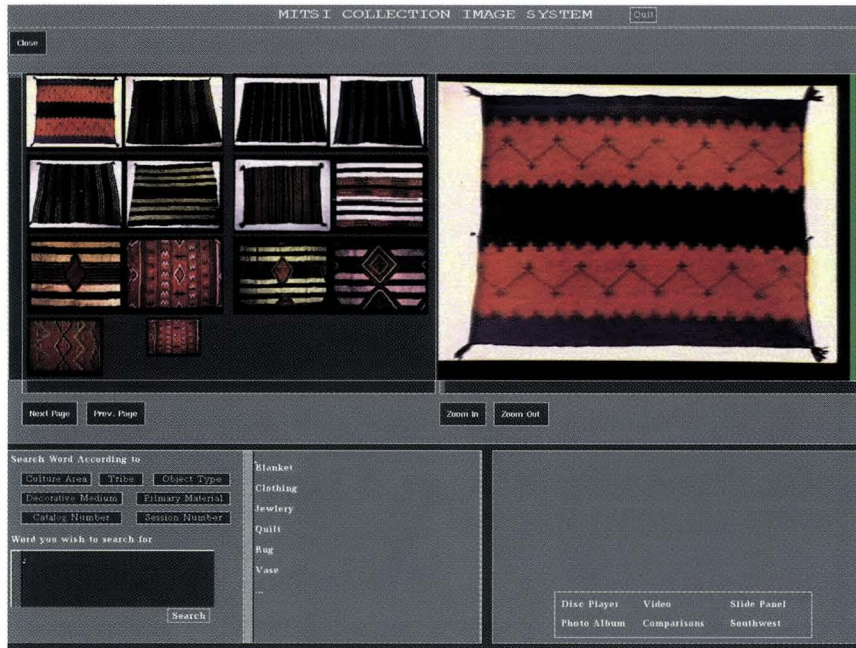 MITSI COLLECTION IMAGE SYSTEM Quit
Close
Next Page Prev. Page Zoom In Zoom Out
Search Word According to
Culture Area Tribe Object Type
Decorative Medium Primary Material
Catalog Number Session Number
Word you wish to search for
Search
Blanket
Clothing
Jewlery
Quilt
Rug
Vase
...
Disc Player Video Slide Panel
Photo Album Comparisons Southwest